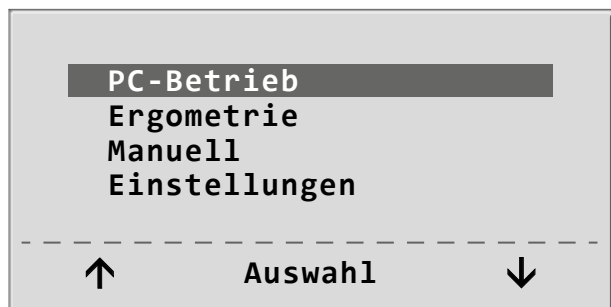 PC-Betrieb
Ergometrie
Manuell
Einstellungen
↑ Auswahl ↓